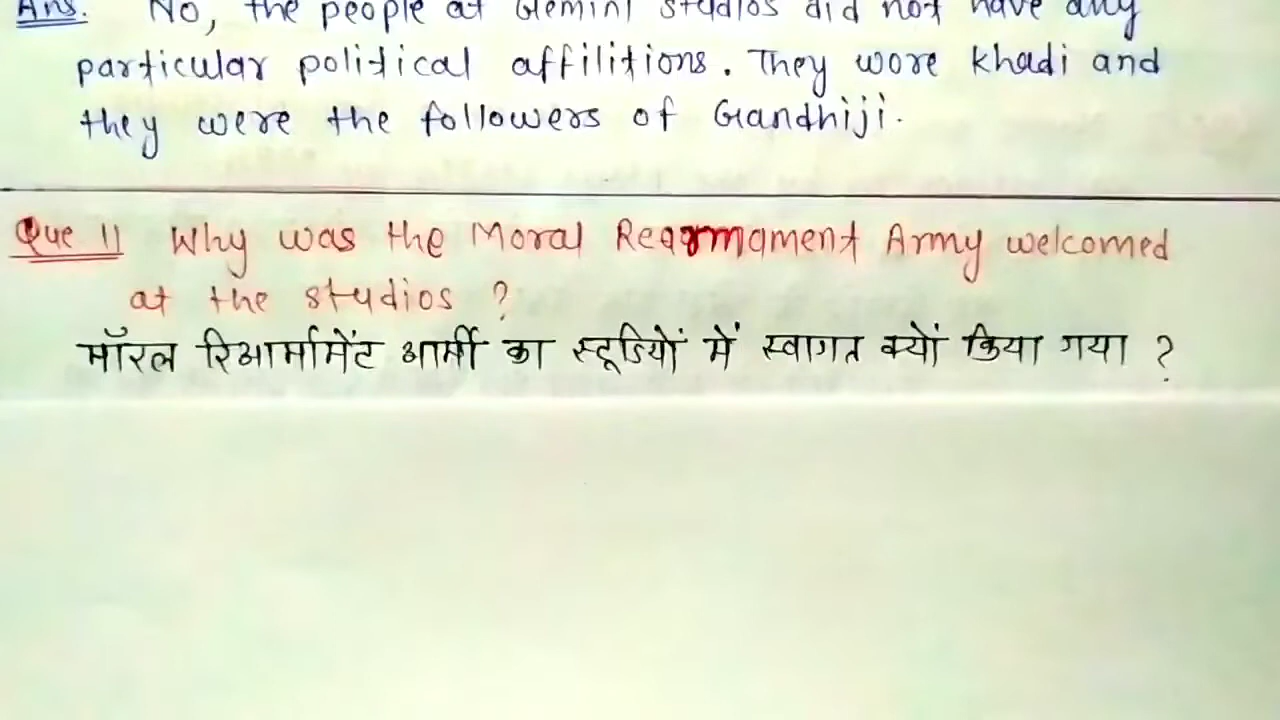 Ans. No, the people at Gemini studios did not have any
particular political affilitions. They wore khadi and
they were the followers of Gandhiji.
Que 11 Why was the Moral Rearmament Army welcomed
at the studios ?
मॉरल रिआर्मामेंट आर्मी का स्टूडियों में स्वागत क्यों किया गया ?